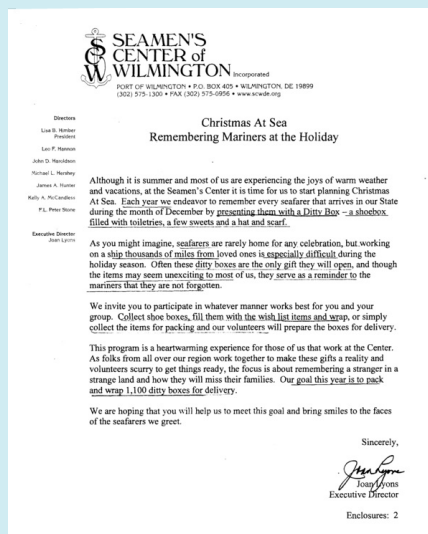 SEAMEN'S
CENTER of
WILMINGTON Incorporated
PORT OF WILMINGTON • P.O. BOX 405 • WILMINGTON, DE 19899
(302) 575-1300 • FAX (302) 575-0956 • www.scwde.org
Directors
Lisa B. Himber
President
Leo F. Hannon
John D. Haroldson
Michael L. Hershey
James A. Hunter
Kelly A. McCandless
F.L. Peter Stone
Executive Director
Joan Lyons
Christmas At Sea
Remembering Mariners at the Holiday
Although it is summer and most of us are experiencing the joys of warm weather
and vacations, at the Seamen's Center it is time for us to start planning Christmas
At Sea. Each year we endeavor to remember every seafarer that arrives in our State
during the month of December by presenting them with a Ditty Box – a shoebox
filled with toiletries, a few sweets and a hat and scarf.
As you might imagine, seafarers are rarely home for any celebration, but working
on a ship thousands of miles from loved ones is especially difficult during the
holiday season. Often these ditty boxes are the only gift they will open, and though
the items may seem unexciting to most of us, they serve as a reminder to the
mariners that they are not forgotten.
We invite you to participate in whatever manner works best for you and your
group. Collect shoe boxes, fill them with the wish list items and wrap, or simply
collect the items for packing and our volunteers will prepare the boxes for delivery.
This program is a heartwarming experience for those of us that work at the Center.
As folks from all over our region work together to make these gifts a reality and
volunteers scurry to get things ready, the focus is about remembering a stranger in a
strange land and how they will miss their families. Our goal this year is to pack
and wrap 1,100 ditty boxes for delivery.
We are hoping that you will help us to meet this goal and bring smiles to the faces
of the seafarers we greet.
Sincerely,
Joan Lyons
Joan Lyons
Executive Director
Enclosures: 2